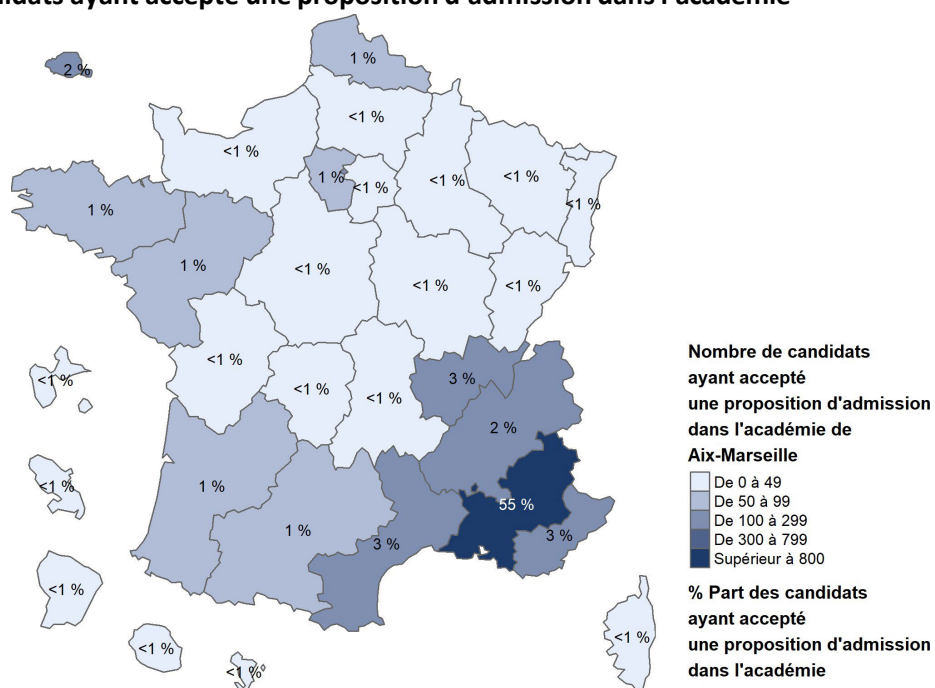 idats ayant accepté une proposition d'admission dans l'académie
1 %
2 %
<1 %
<1 %
1 %
<1 %
<1 %
<1 %
<1 %
1 %
1 %
<1 %
<1 %
<1 %
<1 %
<1 %
<1 %
<1 %
3 %
2 %
<1 %
1 %
55 %
1 %
3 %
3 %
<1 %
<1 %
<1 %
<1 %
Nombre de candidats
ayant accepté
une proposition d'admission
dans l'académie de
Aix-Marseille
De 0 à 49
De 50 à 99
De 100 à 299
De 300 à 799
Supérieur à 800
% Part des candidats
ayant accepté
une proposition d'admission
dans l'académie